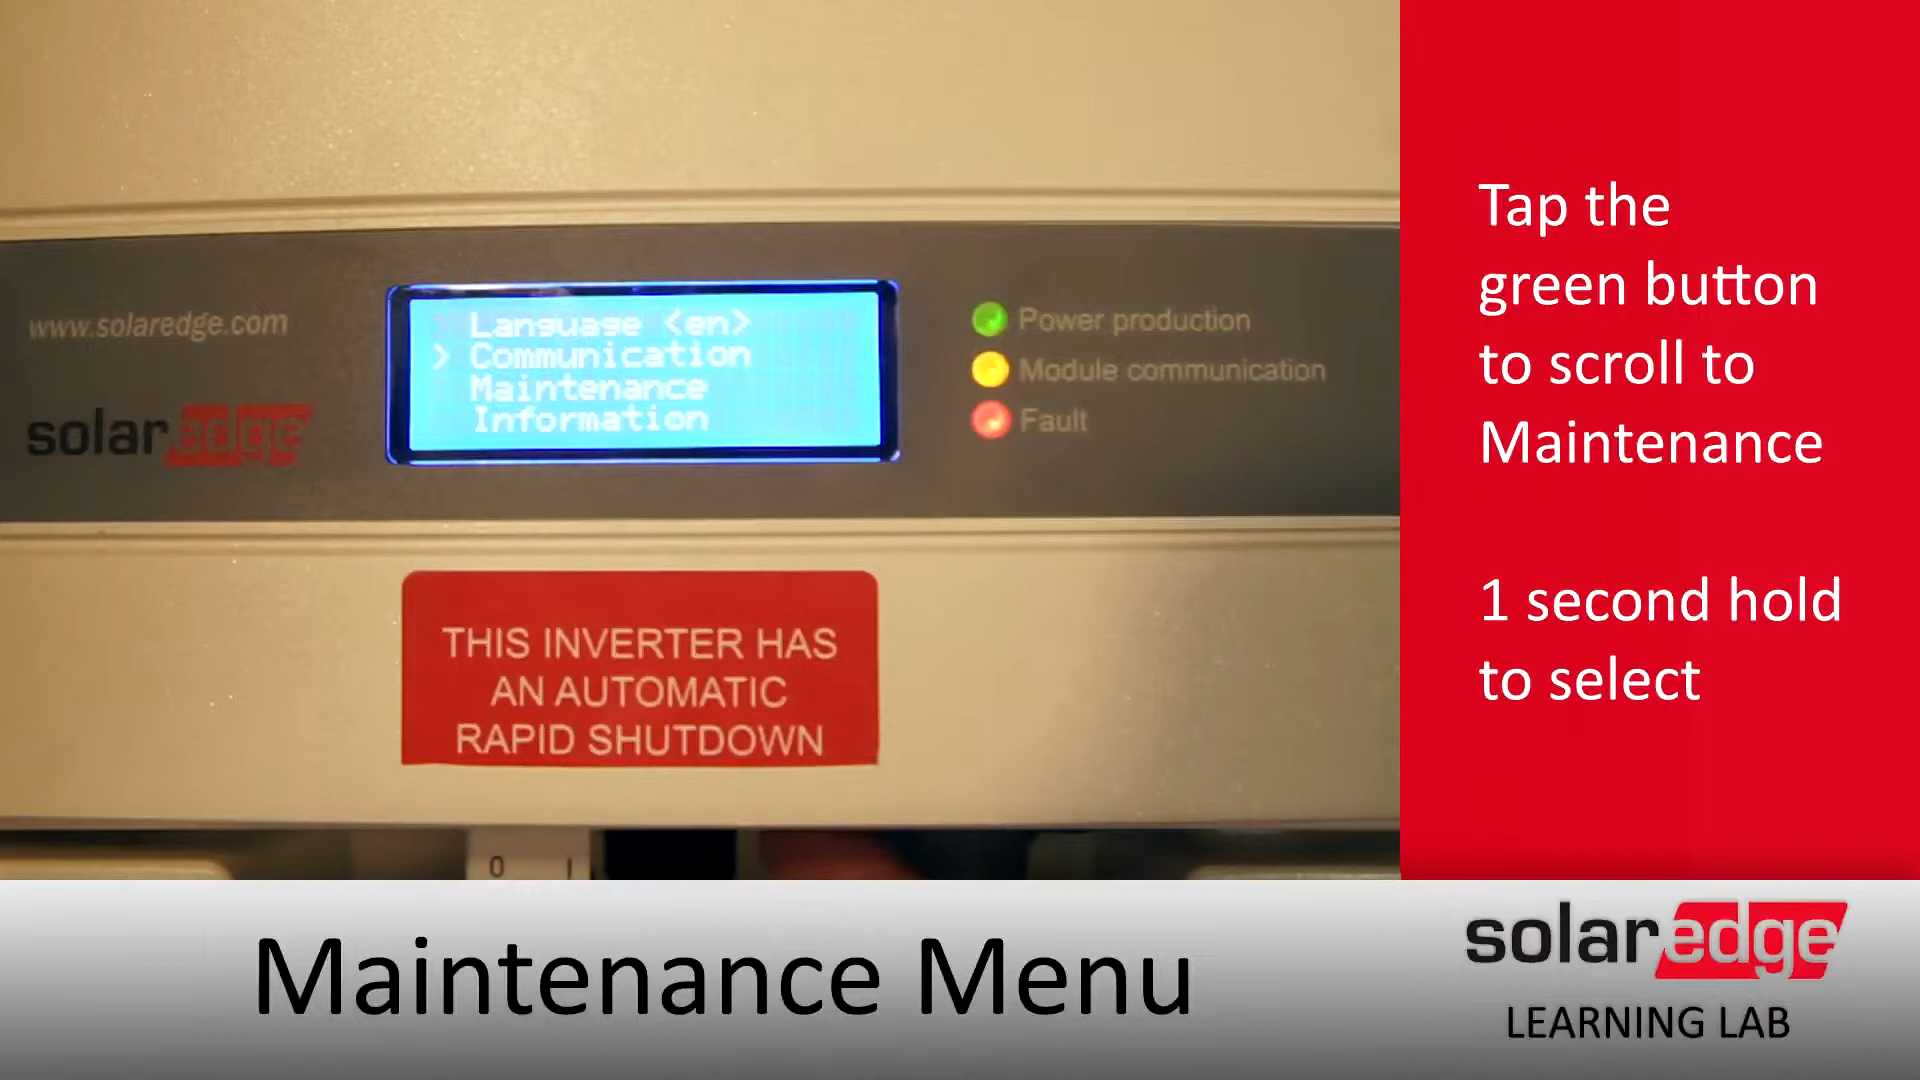 www.solaredge.com
solaredge
Language <en>
> Communication
Maintenance
Information
Power production
Module communication
Fault
THIS INVERTER HAS
AN AUTOMATIC
RAPID SHUTDOWN
0 I
Tap the
green button
to scroll to
Maintenance
1 second hold
to select
Maintenance Menu
solaredge
LEARNING LAB